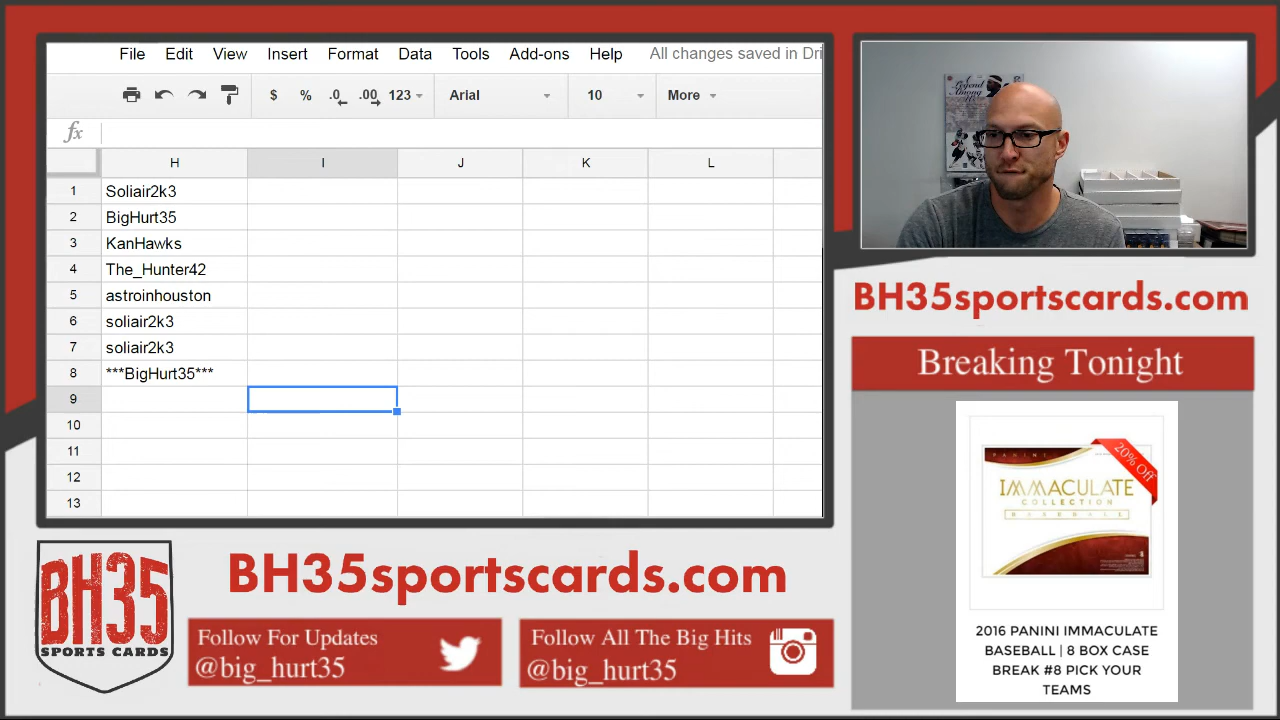 File Edit View Insert Format Data Tools Add-ons Help All changes saved in Dri
$ % .0 .00 123 Arial 10 More
fx
H I J K L
1 Soliair2k3
2 BigHurt35
3 KanHawks
4 The_Hunter42
5 astroinhouston
6 soliair2k3
7 soliair2k3
8 ***BigHurt35***
9
10
11
12
13
BH35sportscards.com
Breaking Tonight
20% Off
PANINI
IMMACULATE
COLLECTION
BASEBALL
2016 PANINI IMMACULATE
BASEBALL | 8 BOX CASE
BREAK #8 PICK YOUR
TEAMS
BH35
SPORTS CARDS
BH35sportscards.com
Follow For Updates
@big_hurt35
Follow All The Big Hits
@big_hurt35